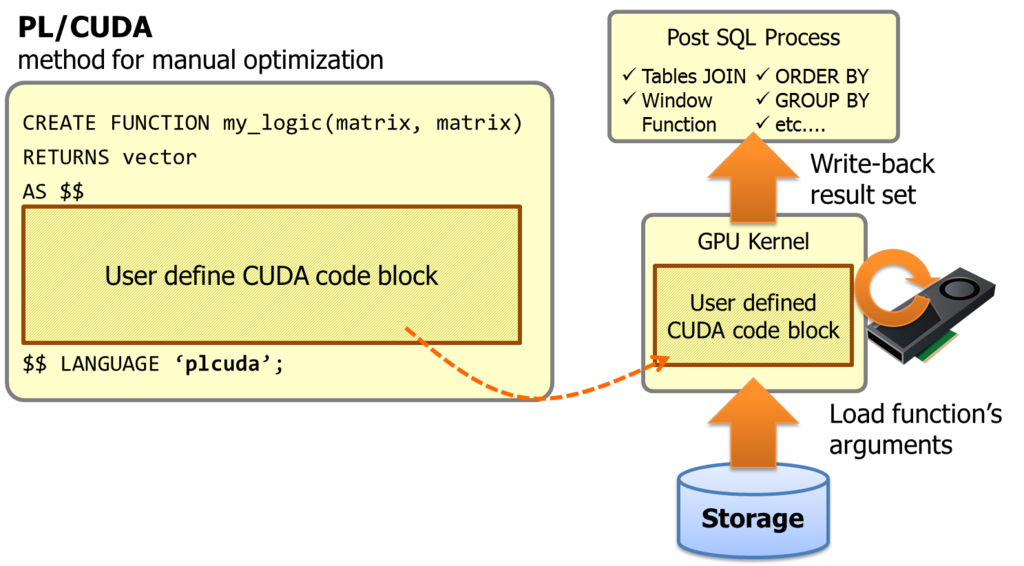 PL/CUDA
method for manual optimization
CREATE FUNCTION my_logic(matrix, matrix)
RETURNS vector
AS $$
User define CUDA code block
$$ LANGUAGE ‘plcuda’;
Post SQL Process
✓ Tables JOIN ✓ ORDER BY
✓ Window ✓ GROUP BY
Function ✓ etc....
Write-back
result set
GPU Kernel
User defined
CUDA code block
Load function’s
arguments
Storage